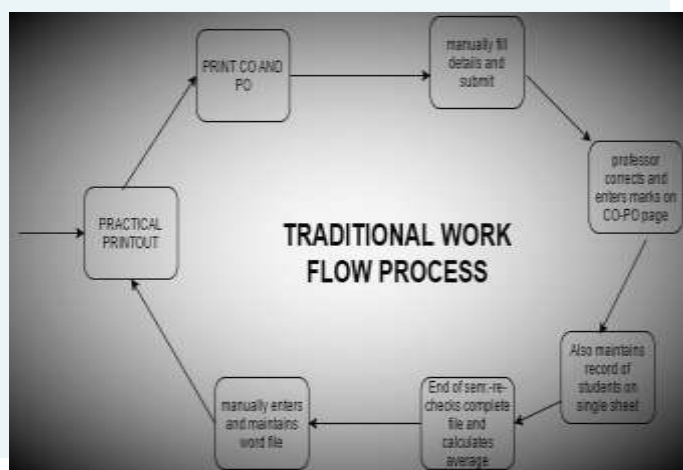 PRINT CO AND
PO
manually fill
details and
submit
professor
corrects and
enters marks on
CO-PO page
PRACTICAL
PRINTOUT
TRADITIONAL WORK
FLOW PROCESS
Also maintains
record of
students on
single sheet
End of sem:-re-
checks complete
file and
calculates
average
manually enters
and maintains
word file